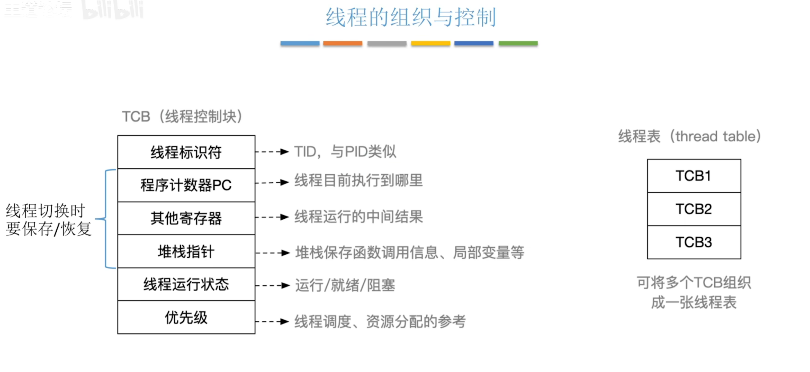 bilibili
线程的组织与控制
TCB（线程控制块）
线程标识符
TID，与PID类似
程序计数器PC
线程目前执行到哪里
其他寄存器
线程运行的中间结果
堆栈指针
堆栈保存函数调用信息、局部变量等
线程运行状态
运行/就绪/阻塞
优先级
线程调度、资源分配的参考
线程切换时
要保存/恢复
线程表（thread table）
TCB1
TCB2
TCB3
可将多个TCB组织
成一张线程表